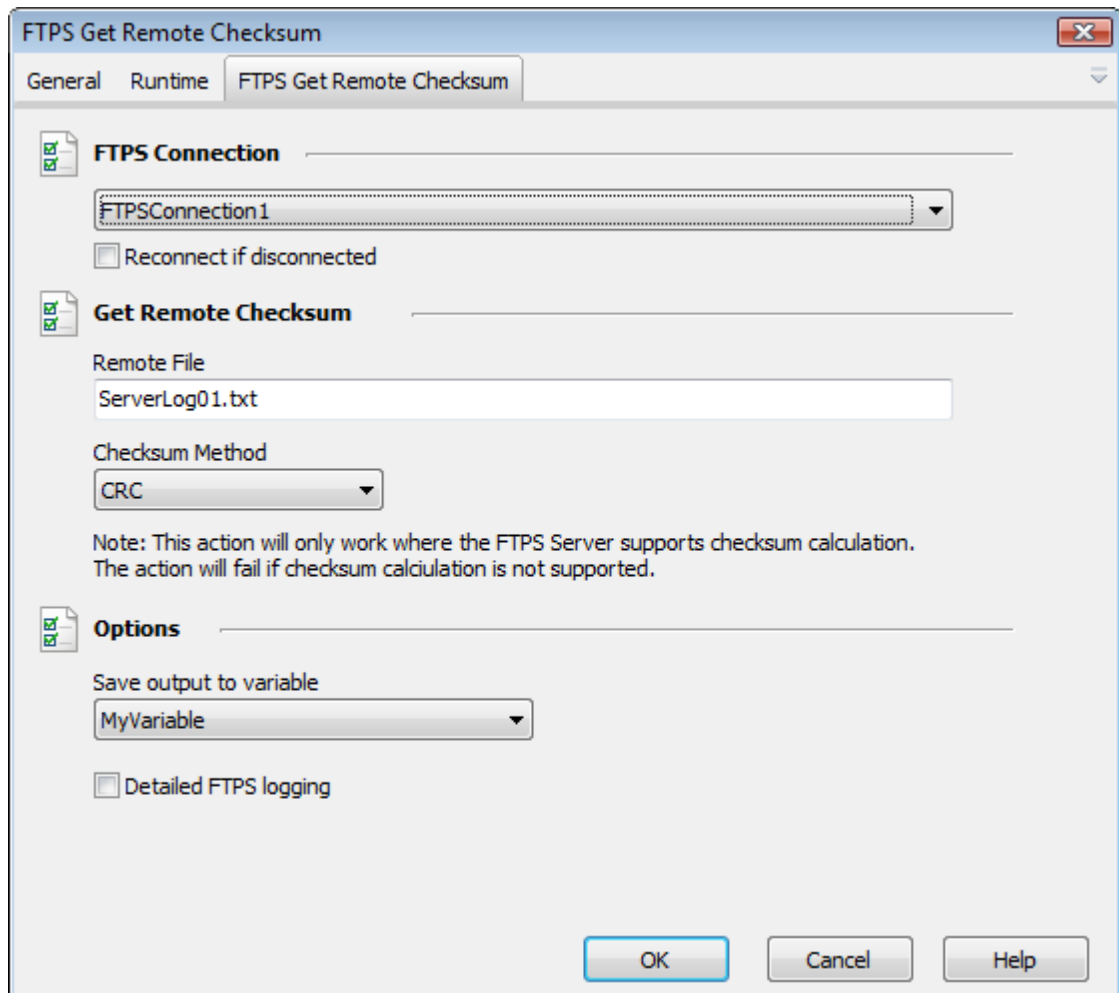 FTPS Get Remote Checksum
General Runtime FTPS Get Remote Checksum
FTPS Connection
FTPSConnection1
Reconnect if disconnected
Get Remote Checksum
Remote File
ServerLog01.txt
Checksum Method
CRC
Note: This action will only work where the FTPS Server supports checksum calculation.
The action will fail if checksum calciulation is not supported.
Options
Save output to variable
MyVariable
Detailed FTPS logging
OK Cancel Help